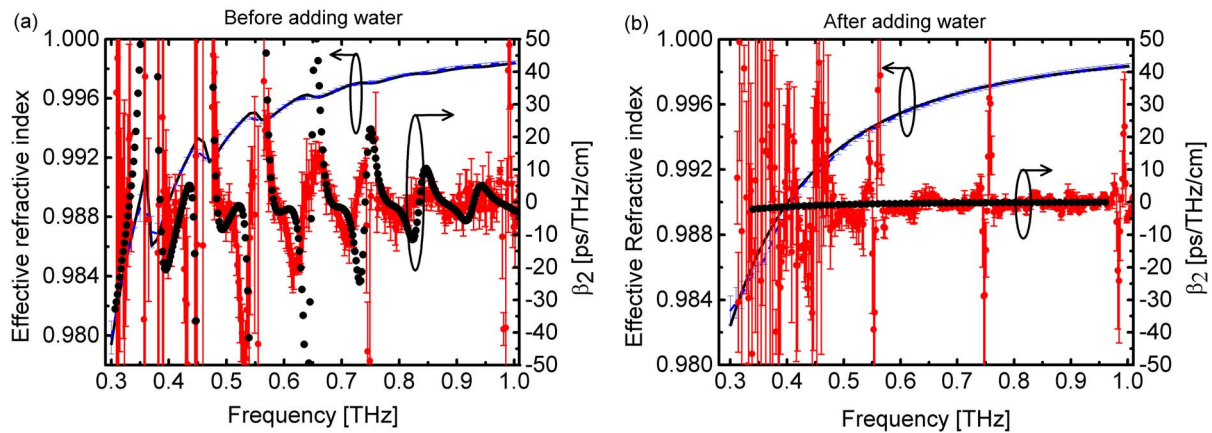 (a)
Before adding water
1.000
0.996
0.992
0.988
0.984
0.980
Effective refractive index
50
40
30
20
10
0
-10
-20
-30
-40
-50
β2 [ps/THz/cm]
0.3 0.4 0.5 0.6 0.7 0.8 0.9 1.0
Frequency [THz]
(b)
After adding water
1.000
0.996
0.992
0.980
0.984
0.980
Effective Refractive index
50
40
30
20
10
0
-10
-20
-30
-40
-50
β2 [ps/THz/cm]
0.3 0.4 0.5 0.6 0.7 0.8 0.9 1.0
Frequency [THz]